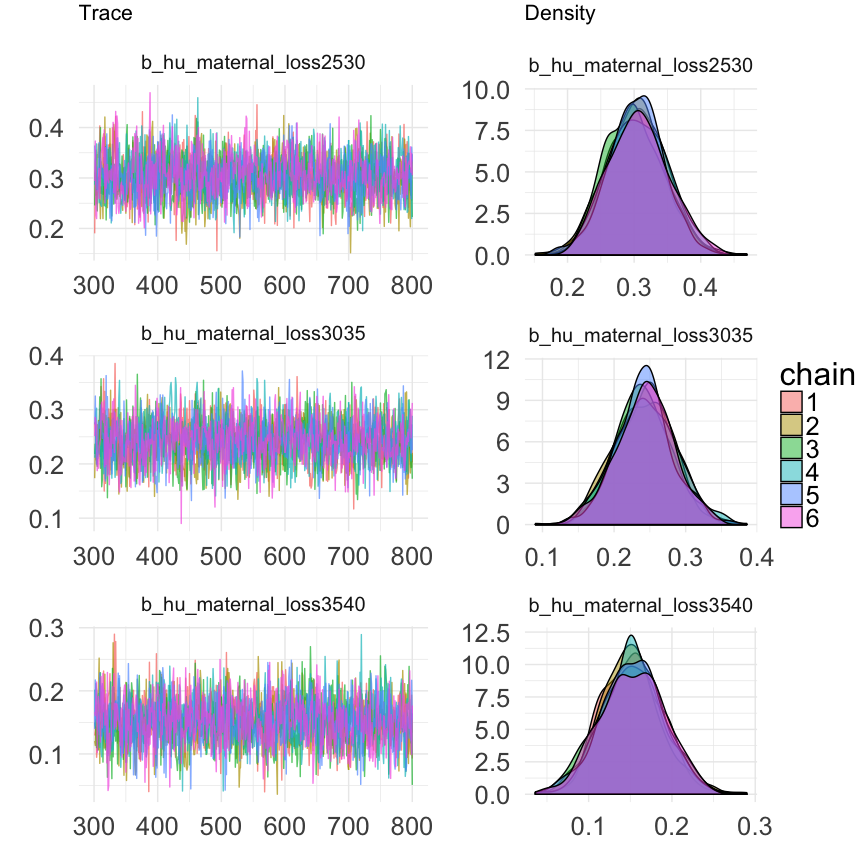 Trace
Density
b_hu_maternal_loss2530
b_hu_maternal_loss2530
0.4
0.3
0.2
300 400 500 600 700 800
10.0
7.5
5.0
2.5
0.0
0.2 0.3 0.4
b_hu_maternal_loss3035
b_hu_maternal_loss3035
0.4
0.3
0.2
0.1
300 400 500 600 700 800
12
9
6
3
0
0.1 0.2 0.3 0.4
chain
1
2
3
4
5
6
b_hu_maternal_loss3540
b_hu_maternal_loss3540
0.3
0.2
0.1
300 400 500 600 700 800
12.5
10.0
7.5
5.0
2.5
0.0
0.1 0.2 0.3